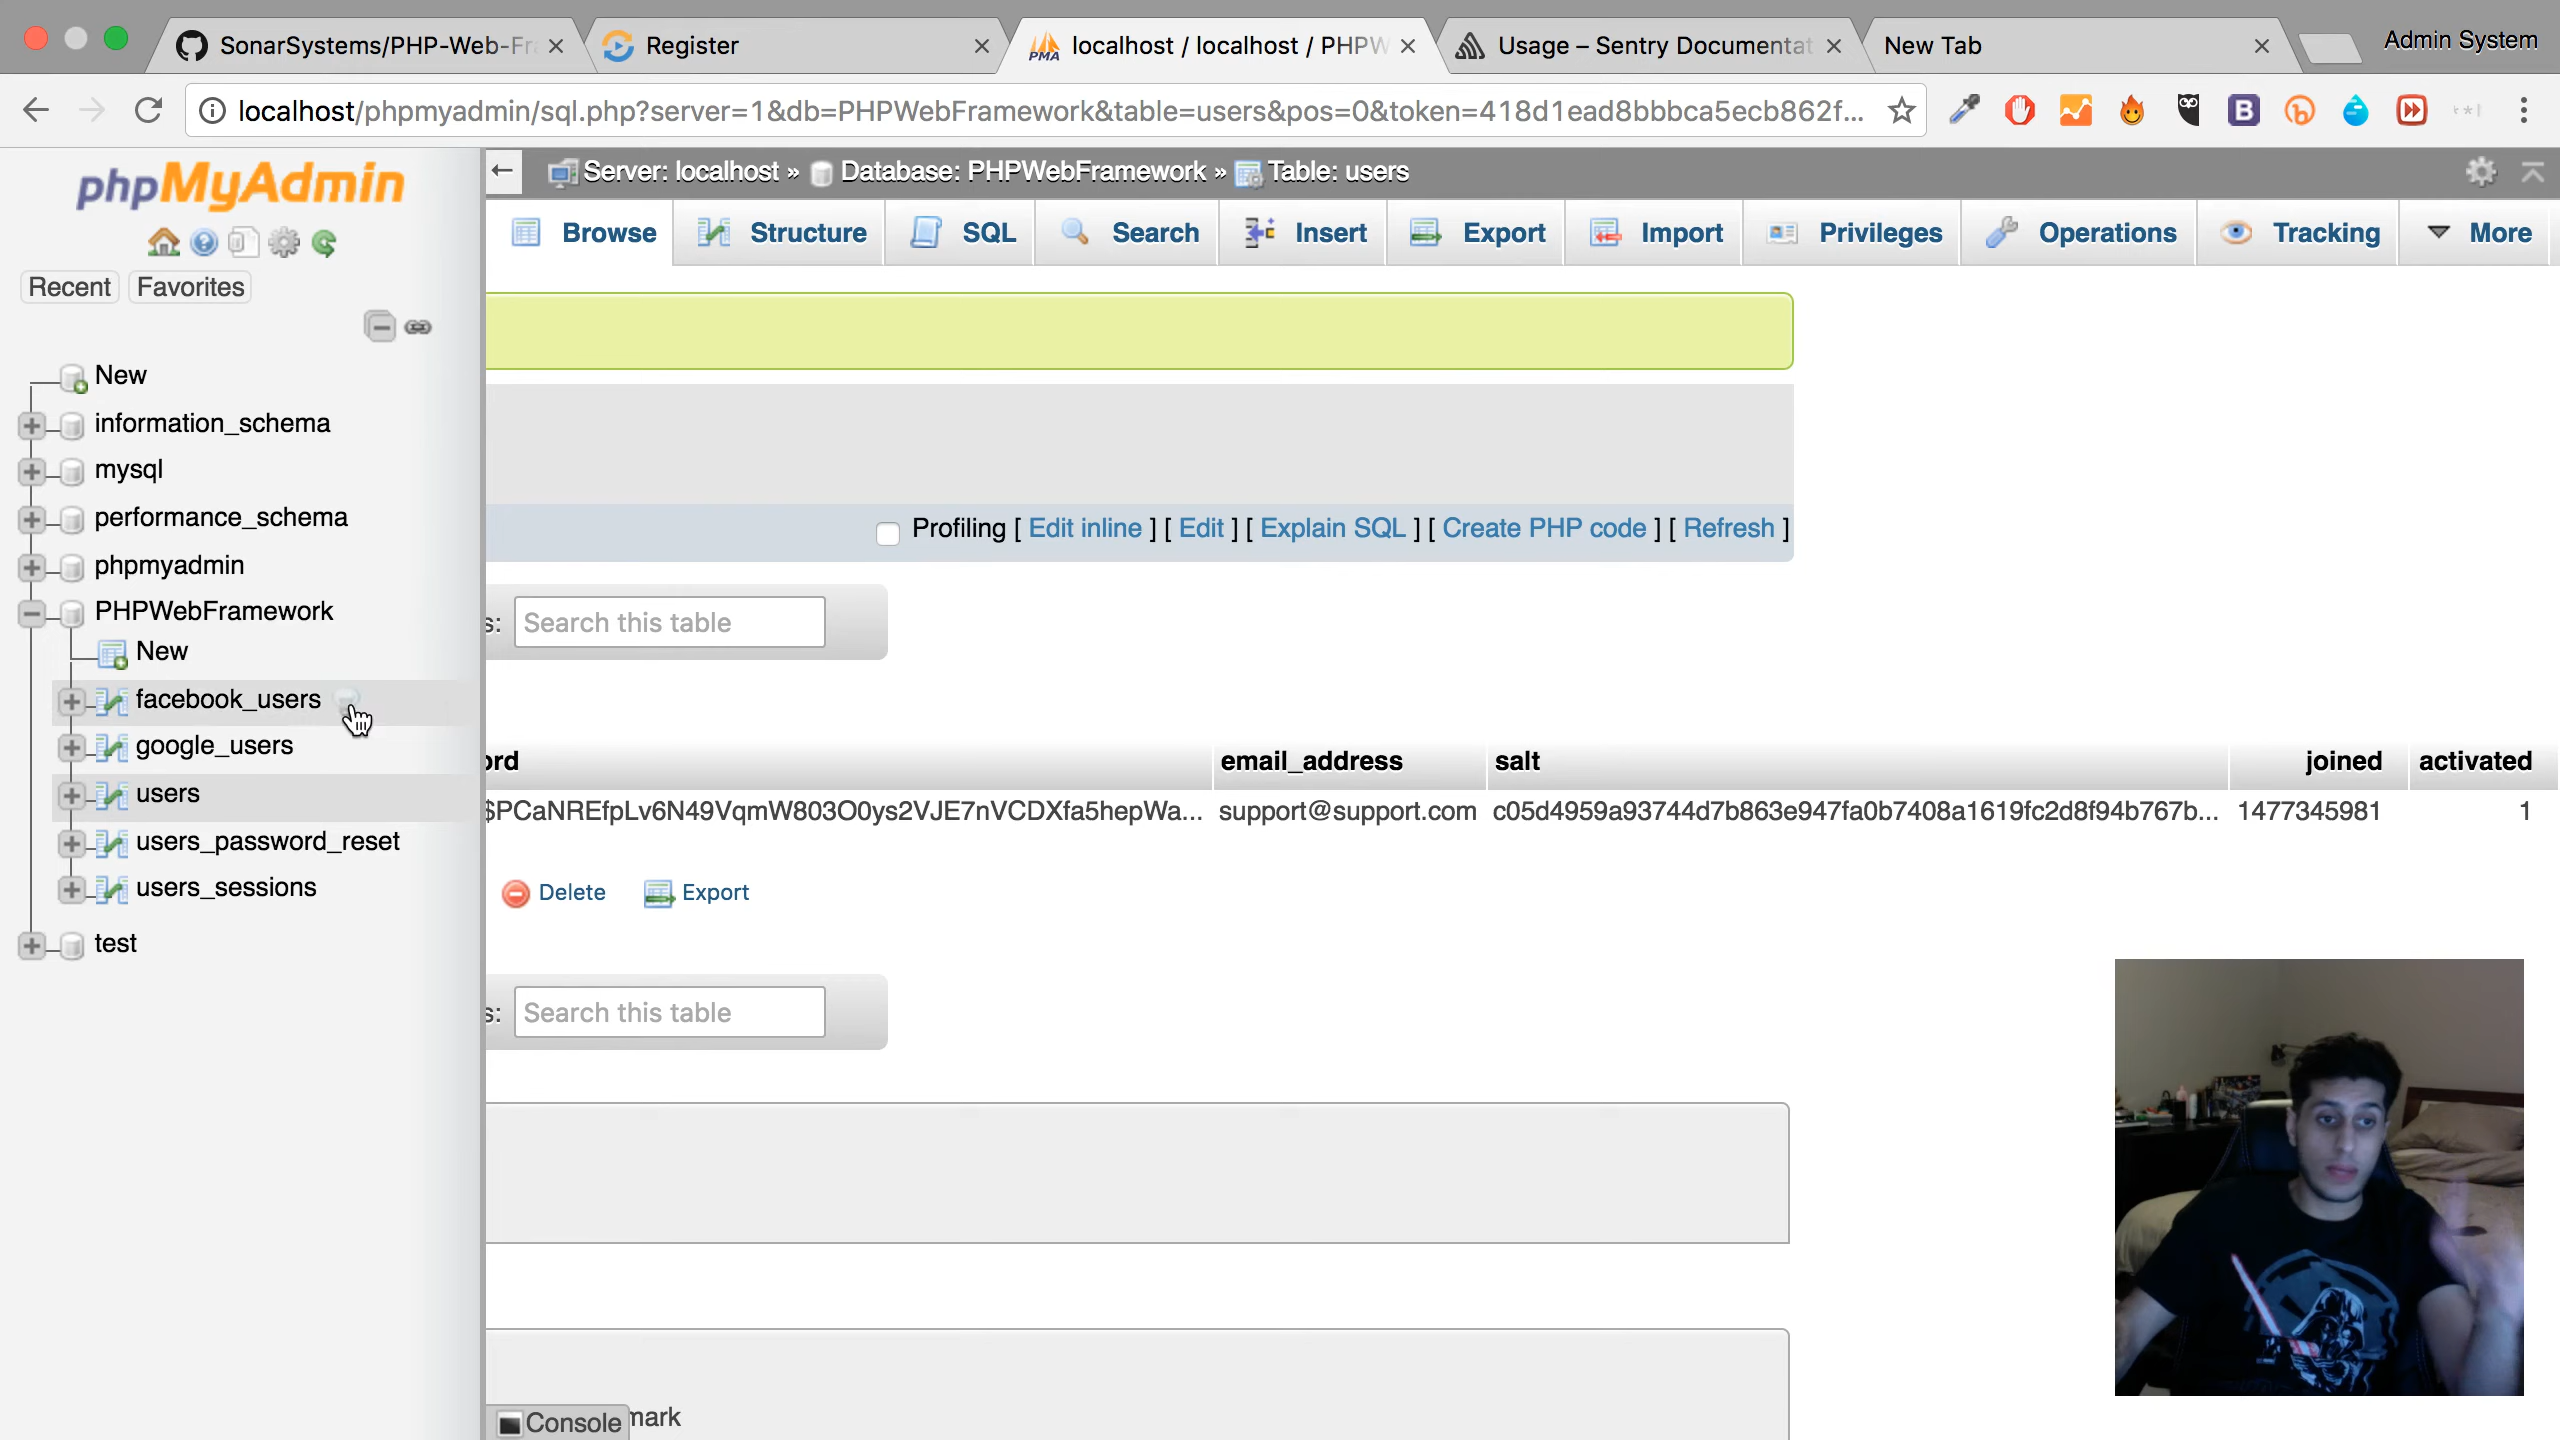 SonarSystems/PHP-Web-Fra
Register
localhost / localhost / PHPW
Usage – Sentry Documentat
New Tab
Admin System
localhost/phpmyadmin/sql.php?server=1&db=PHPWebFramework&table=users&pos=0&token=418d1ead8bbbca5ecb862f...
phpMyAdmin
Recent
Favorites
New
information_schema
mysql
performance_schema
phpmyadmin
PHPWebFramework
New
facebook_users
google_users
users
users_password_reset
users_sessions
test
Server: localhost » Database: PHPWebFramework » Table: users
Browse
Structure
SQL
Search
Insert
Export
Import
Privileges
Operations
Tracking
More
Profiling [ Edit inline ] [ Edit ] [ Explain SQL ] [ Create PHP code ] [ Refresh ]
s: Search this table
ord email_address salt joined activated
$PCaNREfpLv6N49VqmW803O0ys2VJE7nVCDXfa5hepWa... support@support.com c05d4959a93744d7b863e947fa0b7408a1619fc2d8f94b767b... 1477345981 1
Delete Export
s: Search this table
Console mark